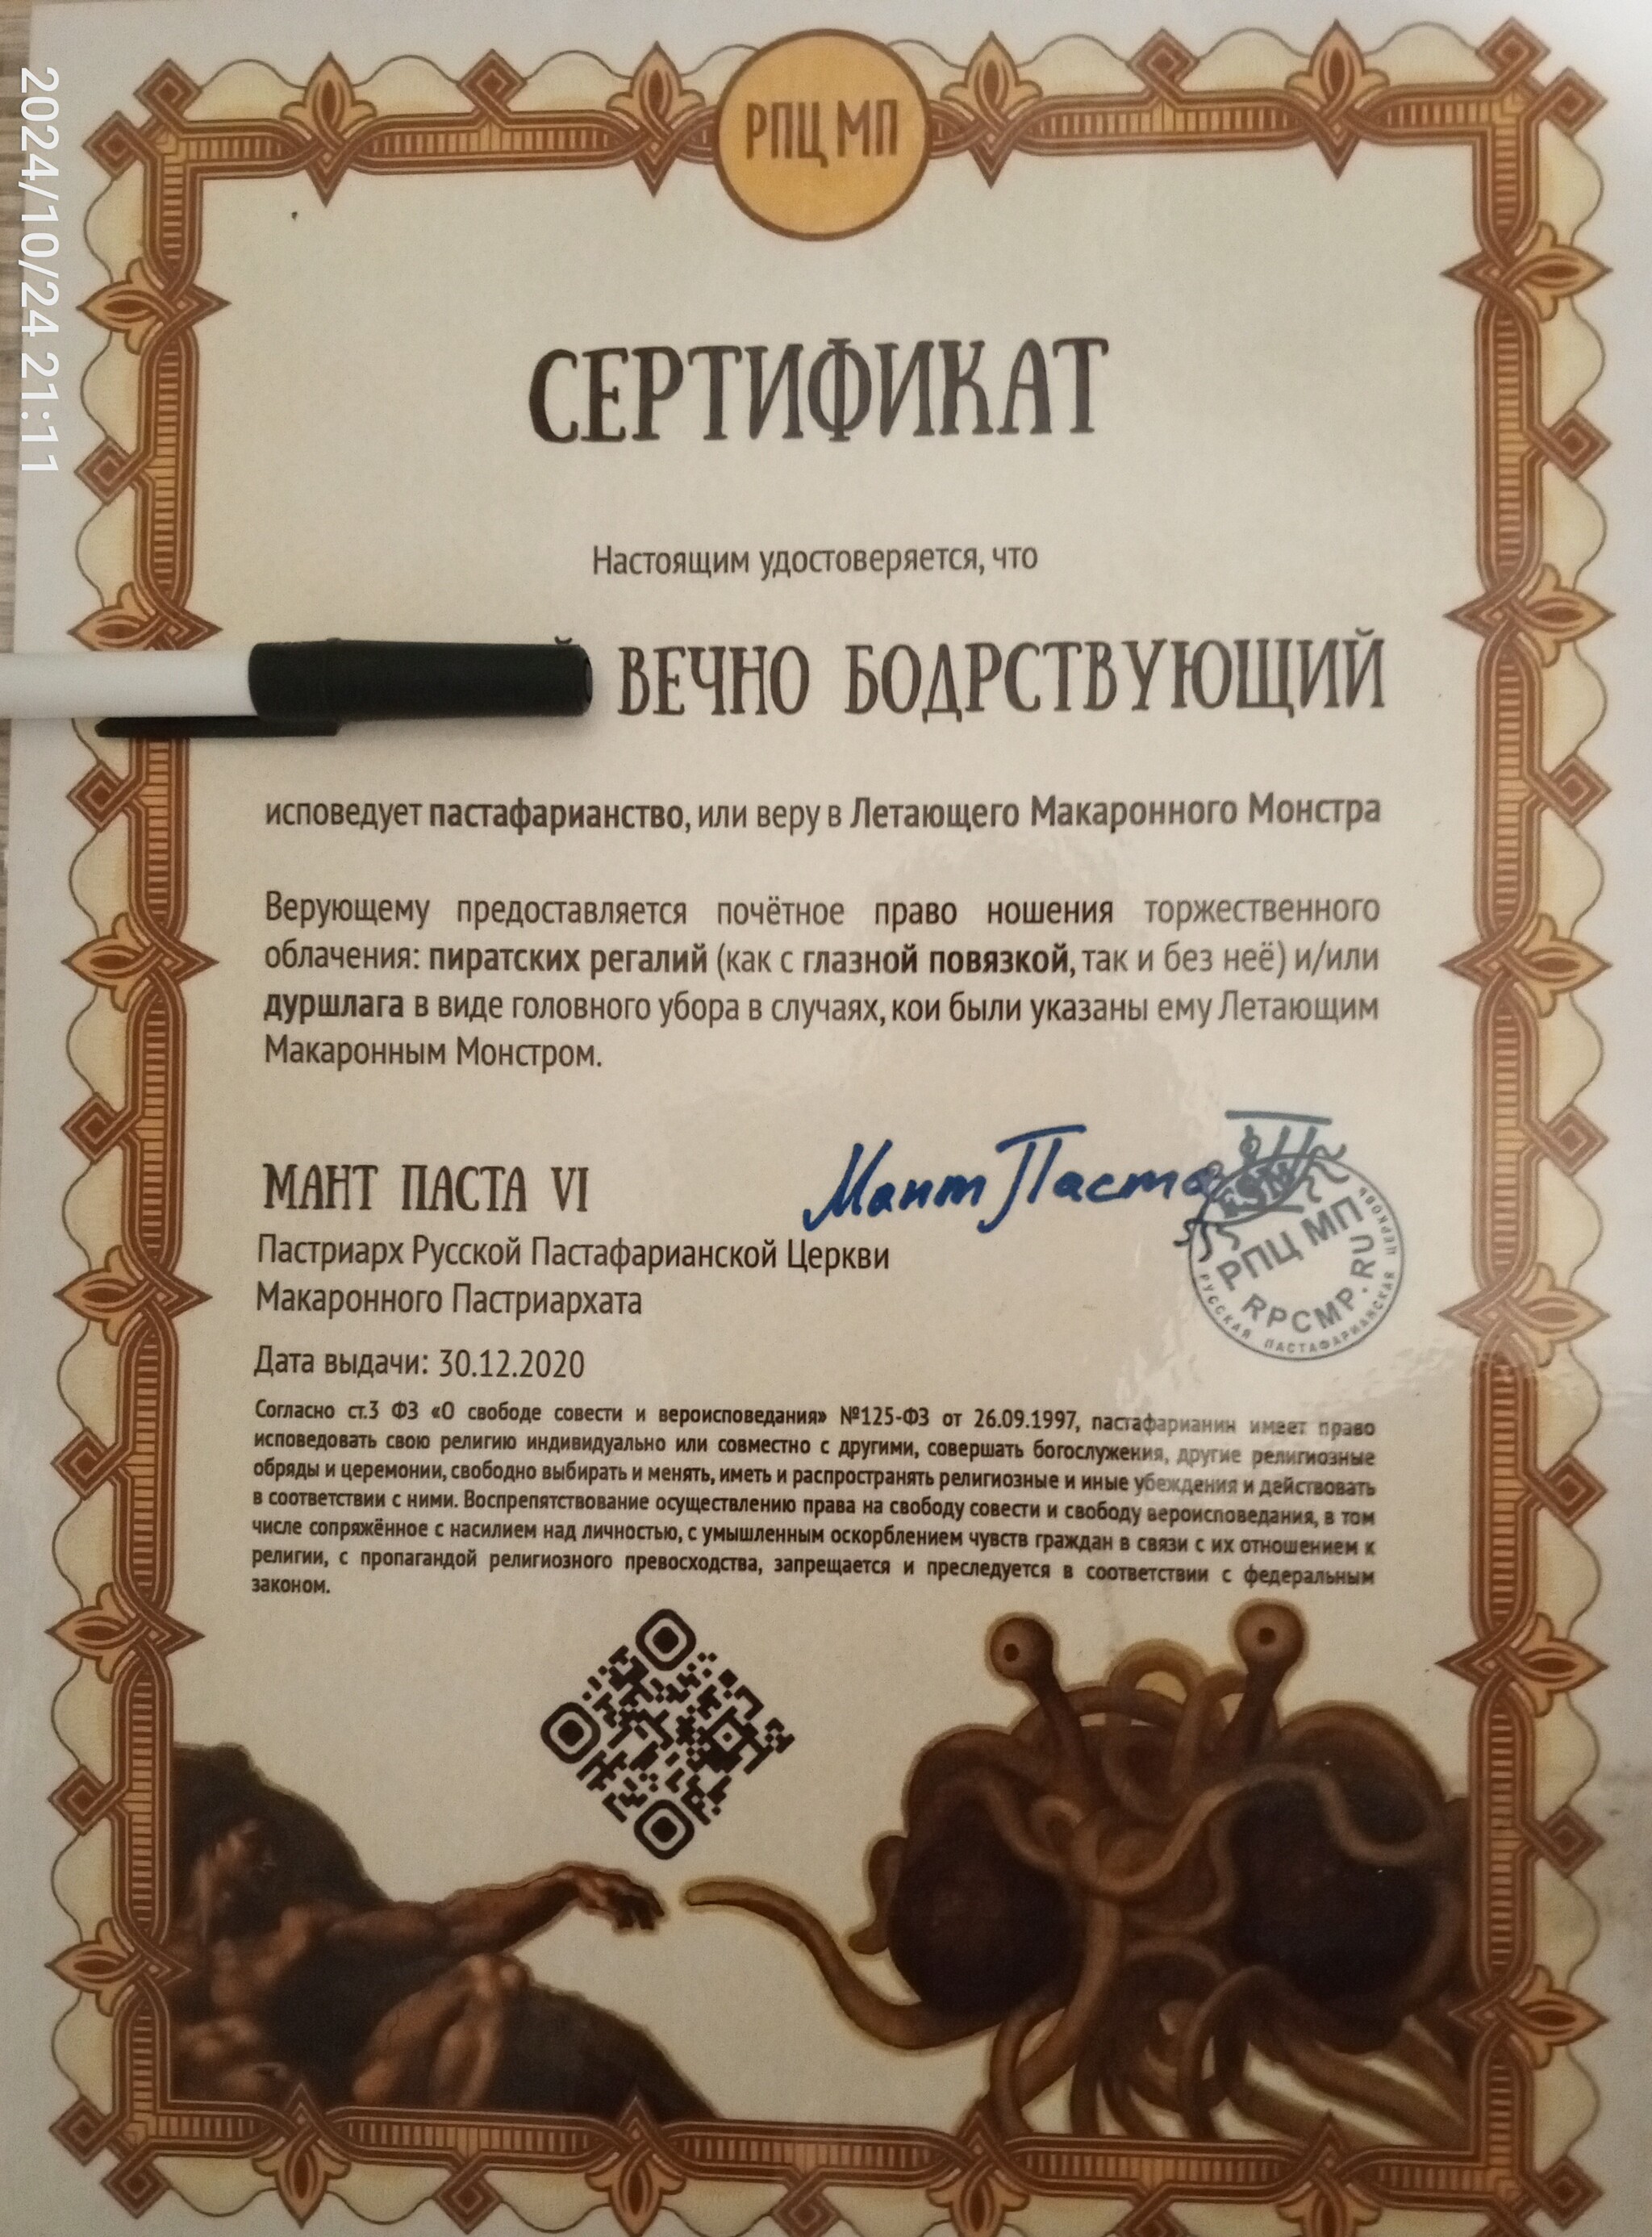 2024/10/24 21:11
РПЦ МП
СЕРТИФИКАТ
Настоящим удостоверяется, что
ВЕЧНО БОДРСТВУЮЩИЙ
исповедует пастафарианство, или веру в Летающего Макаронного Монстра
Верующему предоставляется почётное право ношения торжественного
облачения: пиратских регалий (как с глазной повязкой, так и без неё) и/или
дуршлага в виде головного убора в случаях, кои были указаны ему Летающим
Макаронным Монстром.
Мант Паста
МАНТ ПАСТА VI
Пастриарх Русской Пастафарианской Церкви
Макаронного Пастриархата
РПЦ МП
RPCMP.RU
РУССКАЯ ПАСТАФАРИАНСКАЯ ЦЕРКОВЬ
Дата выдачи: 30.12.2020
Согласно ст.3 ФЗ «О свободе совести и вероисповедания» №125-ФЗ от 26.09.1997, пастафарианин имеет право
исповедовать свою религию индивидуально или совместно с другими, совершать богослужения, другие религиозные
обряды и церемонии, свободно выбирать и менять, иметь и распространять религиозные и иные убеждения и действовать
в соответствии с ними. Воспрепятствование осуществлению права на свободу совести и свободу вероисповедания, в том
числе сопряжённое с насилием над личностью, с умышленным оскорблением чувств граждан в связи с их отношением к
религии, с пропагандой религиозного превосходства, запрещается и преследуется в соответствии с федеральным
законом.